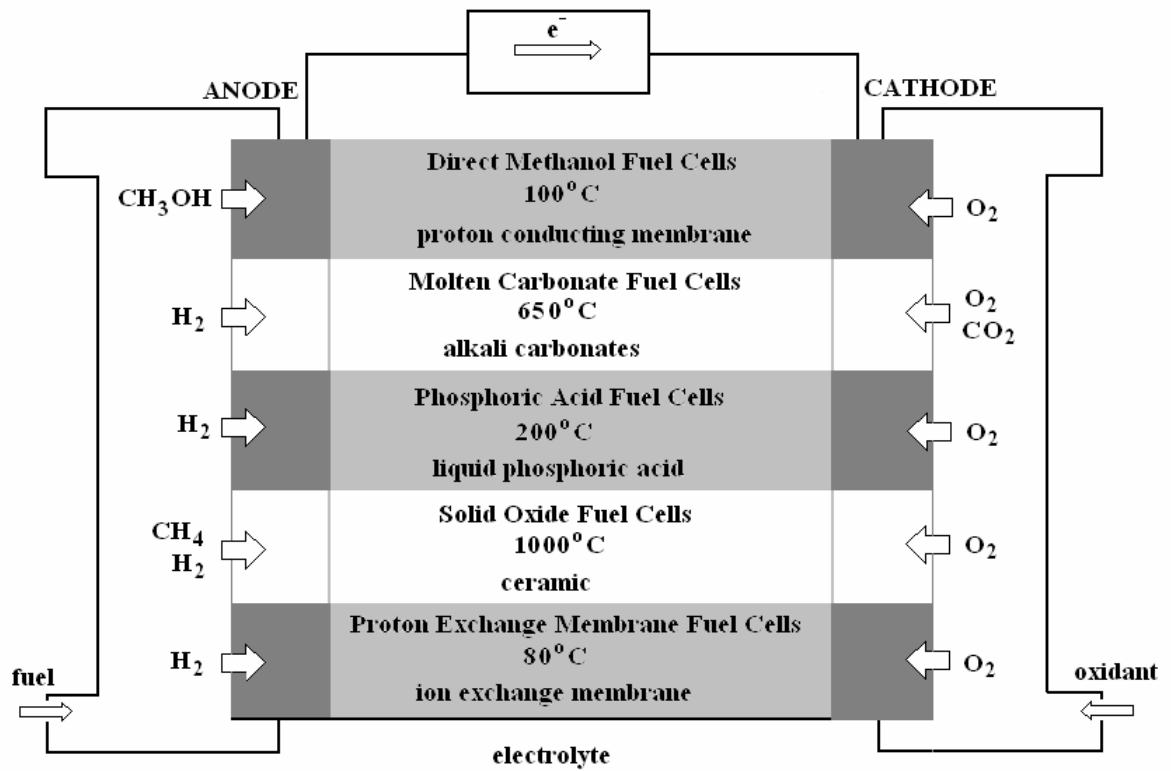 e⁻
ANODE
CATHODE
Direct Methanol Fuel Cells
100°C
proton conducting membrane
CH₃OH
O₂
Molten Carbonate Fuel Cells
650°C
alkali carbonates
H₂
O₂
CO₂
Phosphoric Acid Fuel Cells
200°C
liquid phosphoric acid
H₂
O₂
Solid Oxide Fuel Cells
1000°C
ceramic
CH₄
H₂
O₂
Proton Exchange Membrane Fuel Cells
80°C
ion exchange membrane
H₂
O₂
fuel
oxidant
electrolyte